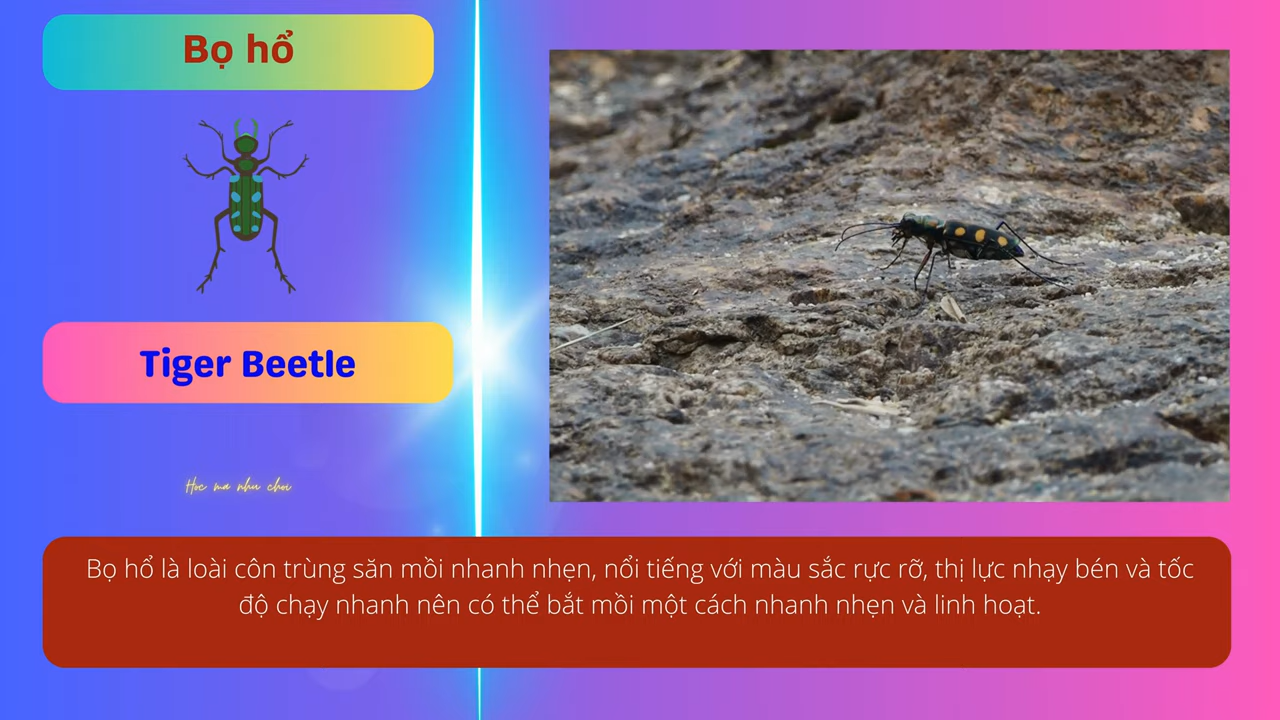 Bọ hổ
Tiger Beetle
Học mà như chơi
Bọ hổ là loài côn trùng săn mồi nhanh nhẹn, nổi tiếng với màu sắc rực rỡ, thị lực nhạy bén và tốc
độ chạy nhanh nên có thể bắt mồi một cách nhanh nhẹn và linh hoạt.